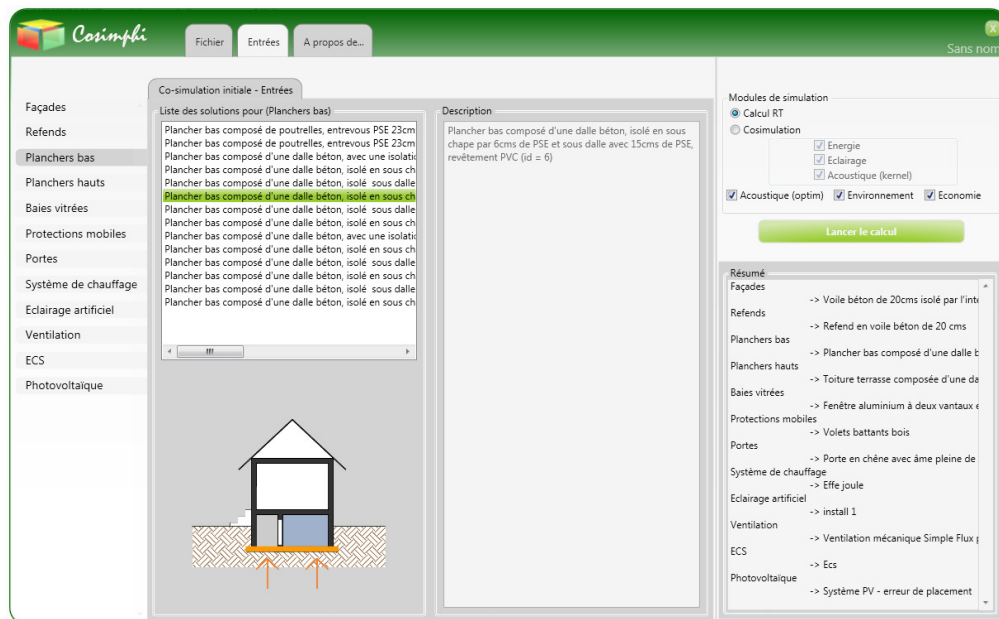 Cosimphi
Fichier
Entrées
A propos de...
X
Sans nom
Façades
Refends
Planchers bas
Planchers hauts
Baies vitrées
Protections mobiles
Portes
Système de chauffage
Eclairage artificiel
Ventilation
ECS
Photovoltaïque
Co-simulation initiale - Entrées
Liste des solutions pour (Planchers bas)
Plancher bas composé de poutrelles, entrevous PSE 23cm
Plancher bas composé de poutrelles, entrevous PSE 23cm
Plancher bas composé d'une dalle béton, avec une isolatio
Plancher bas composé d'une dalle béton, isolé en sous ch
Plancher bas composé d'une dalle béton, isolé  sous dalle
Plancher bas composé d'une dalle béton, isolé en sous ch
Plancher bas composé d'une dalle béton, isolé  sous dalle
Plancher bas composé d'une dalle béton, isolé en sous ch
Plancher bas composé d'une dalle béton, avec une isolatio
Plancher bas composé d'une dalle béton, isolé en sous ch
Plancher bas composé d'une dalle béton, isolé  sous dalle
Plancher bas composé d'une dalle béton, isolé en sous ch
Plancher bas composé d'une dalle béton, isolé  sous dalle
Plancher bas composé d'une dalle béton, isolé en sous ch
Description
Plancher bas composé d'une dalle béton, isolé en sous
chape par 6cms de PSE et sous dalle avec 15cms de PSE,
revêtement PVC (id = 6)
Modules de simulation
Calcul RT
Cosimulation
Energie
Eclairage
Acoustique (kernel)
Acoustique (optim) Environnement Economie
Lancer le calcul
Résumé
Façades
-> Voile béton de 20cms isolé par l'inte
Refends
-> Refend en voile béton de 20 cms
Planchers bas
-> Plancher bas composé d'une dalle b
Planchers hauts
-> Toiture terrasse composée d'une da
Baies vitrées
-> Fenêtre aluminium à deux vantaux e
Protections mobiles
-> Volets battants bois
Portes
-> Porte en chêne avec âme pleine de
Système de chauffage
-> Effe joule
Eclairage artificiel
-> install 1
Ventilation
-> Ventilation mécanique Simple Flux p
ECS
-> Ecs
Photovoltaïque
-> Système PV - erreur de placement